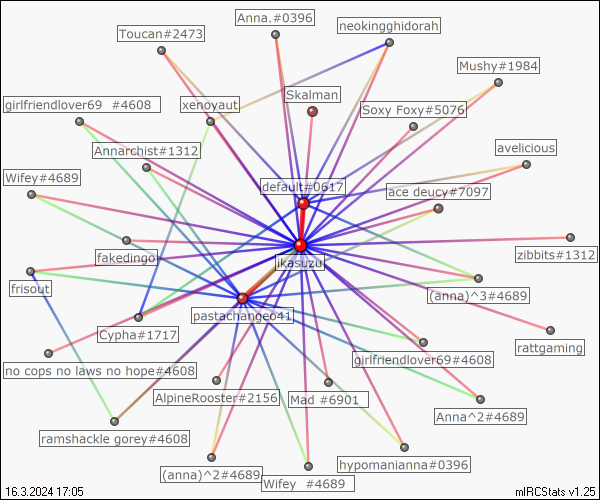 Anna.#0396
neokingghidorah
Toucan#2473
Mushy#1984
Skalman
girlfriendlover69 #4608
xenoyaut
Soxy Foxy#5076
Annarchist#1312
avelicious
Wifey#4689
default#0617
ace deucy#7097
fakedingo
ikasuzu
zibbits#1312
frisout
(anna)^3#4689
pastachangeo41
Cypha#1717
rattgaming
girlfriendlover69#4608
no cops no laws no hope#4608
AlpineRooster#2156
Mad #6901
Anna^2#4689
ramshackle gorey#4608
hypomanianna#0396
(anna)^2#4689
Wifey #4689
16.3.2024 17:05
mIRCStats v1.25